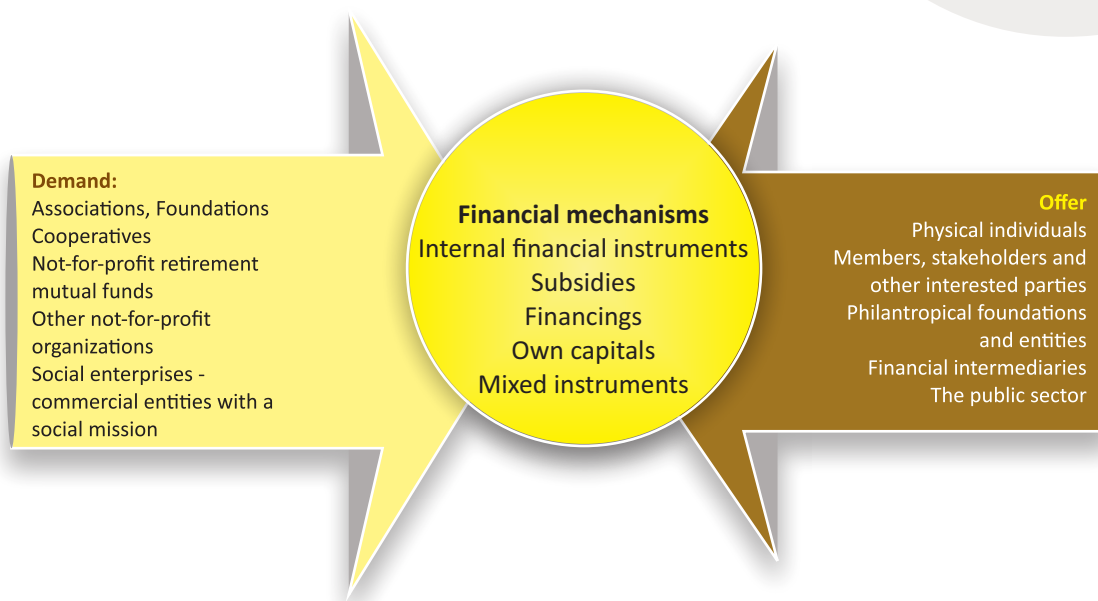 Demand:
Associations, Foundations
Cooperatives
Not-for-profit retirement
mutual funds
Other not-for-profit
organizations
Social enterprises -
commercial entities with a
social mission
Financial mechanisms
Internal financial instruments
Subsidies
Financings
Own capitals
Mixed instruments
Offer
Physical individuals
Members, stakeholders and
other interested parties
Philantropical foundations
and entities
Financial intermediaries
The public sector